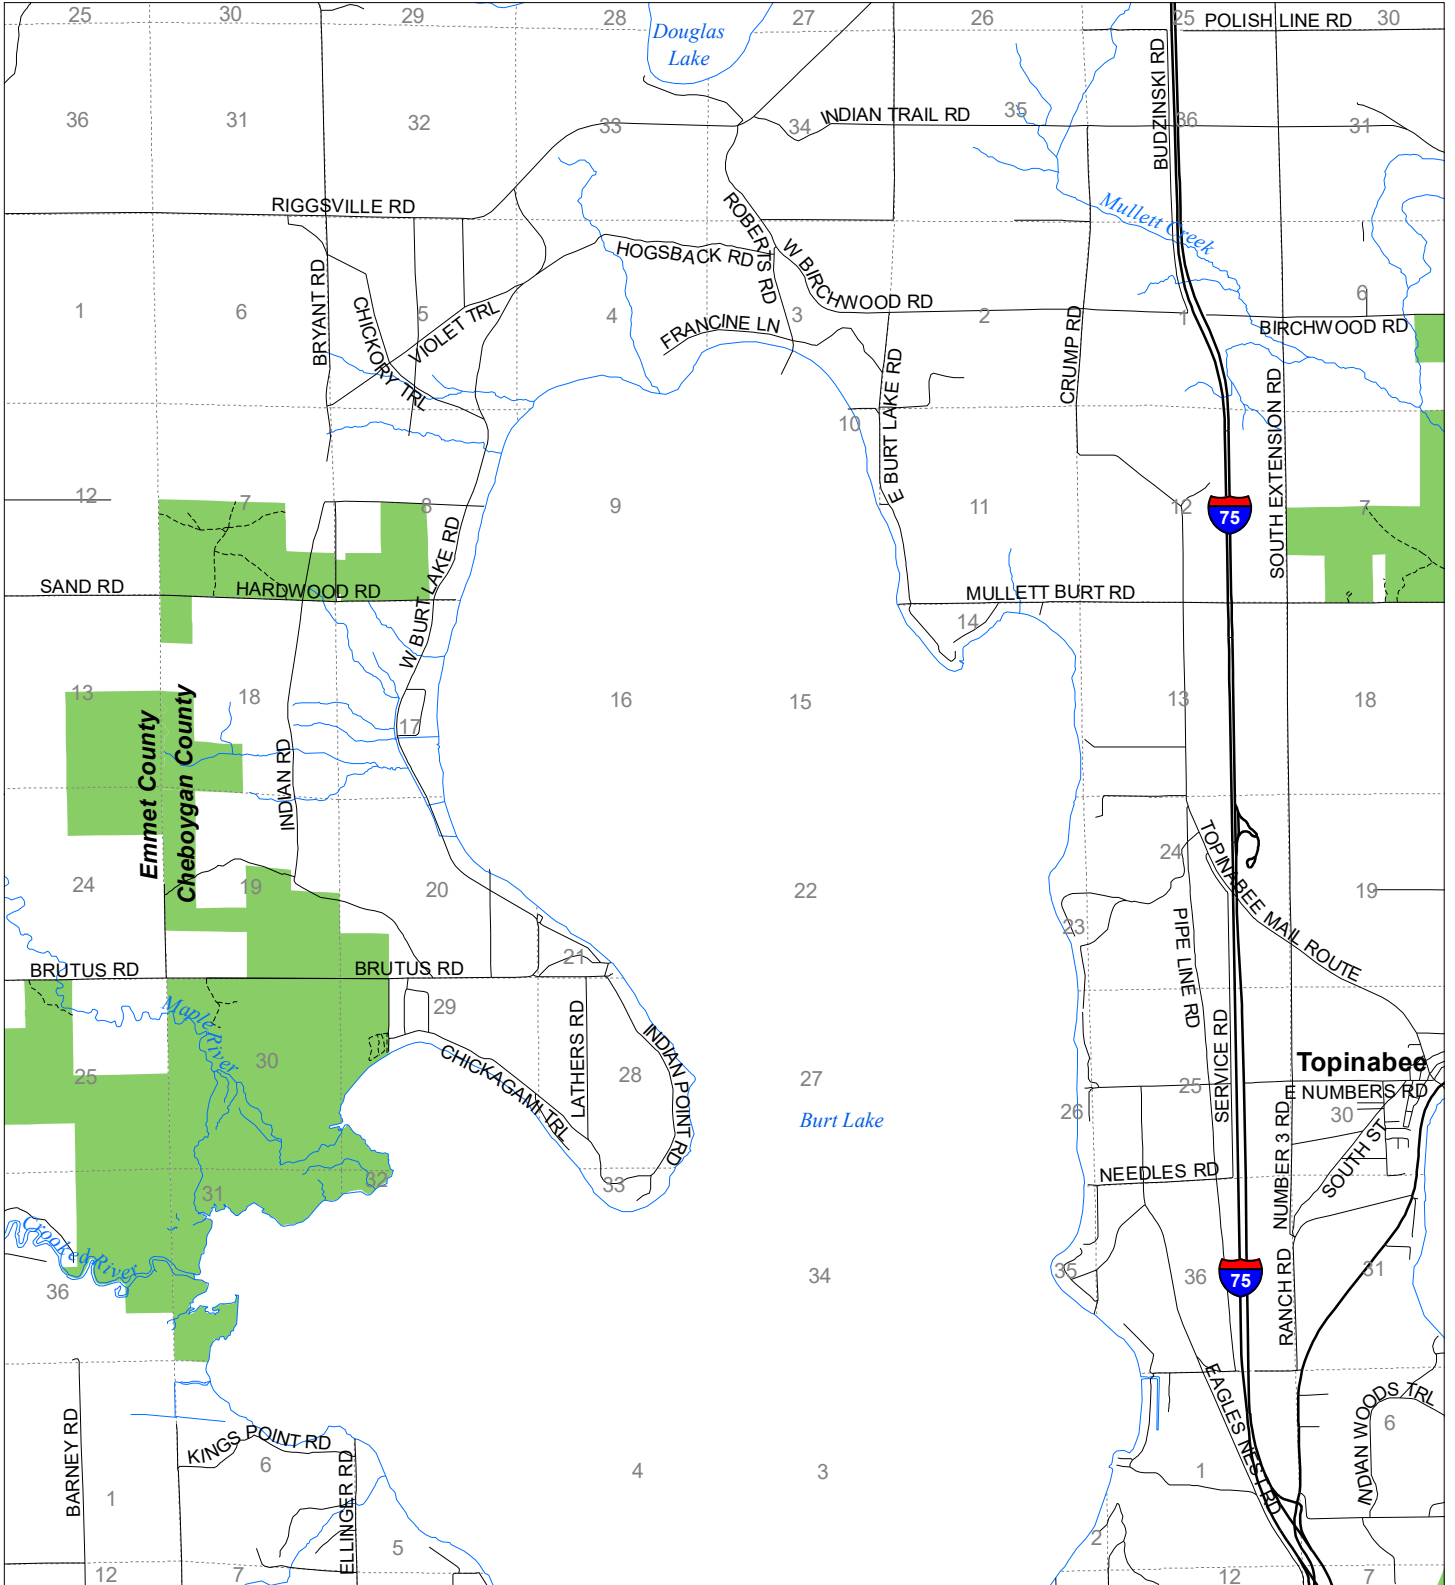 25
30
29
28
27
26
25
30
POLISH LINE RD
Douglas
Lake
BUDZINSKI RD
36
31
32
33
34
INDIAN TRAIL RD
35
36
31
RIGGSVILLE RD
ROBERTS RD
Mullett Creek
HOGSBACK RD
W BIRCHWOOD RD
1
6
BRYANT RD
CHICKORY TRL
5
VIOLET TRL
4
FRANCINE LN
3
2
CRUMP RD
1
6
BIRCHWOOD RD
E BURT LAKE RD
SOUTH EXTENSION RD
10
12
7
8
9
11
12
75
7
SAND RD
HARDWOOD RD
W BURT LAKE RD
MULLETT BURT RD
14
13
18
17
16
15
13
18
Emmet County
Cheboygan County
INDIAN RD
24
19
20
22
24
TOPINABEE MAIL ROUTE
19
23
PIPE LINE RD
BRUTUS RD
BRUTUS RD
21
Maple River
29
LATHERS RD
INDIAN POINT RD
SERVICE RD
25
30
CHICKAGAMI TRL
28
27
Topinabee
25
E NUMBERS RD
26
Burt Lake
30
NUMBER 3 RD
SOUTH ST
31
32
33
NEEDLES RD
Crooked River
36
34
35
36
75
RANCH RD
31
EAGLES NEST RD
INDIAN WOODS TRL
BARNEY RD
KINGS POINT RD
6
ELLINGER RD
6
1
4
3
1
5
2
12
7
12
7